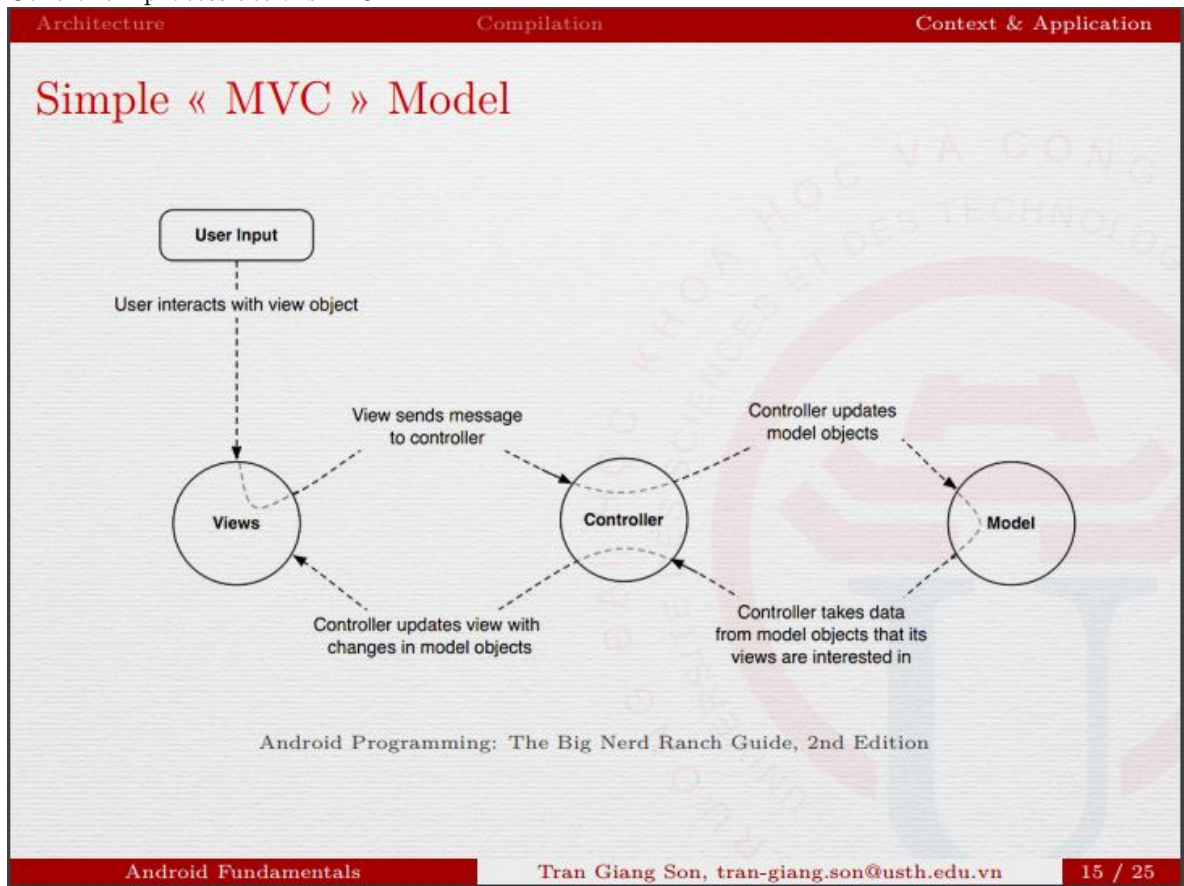 Architecture
Compilation
Context & Application
Simple « MVC » Model
User Input
User interacts with view object
View sends message
to controller
Controller updates
model objects
Views
Controller
Model
Controller updates view with
changes in model objects
Controller takes data
from model objects that its
views are interested in
Android Programming: The Big Nerd Ranch Guide, 2nd Edition
Android Fundamentals
Tran Giang Son, tran-giang.son@usth.edu.vn
15 / 25